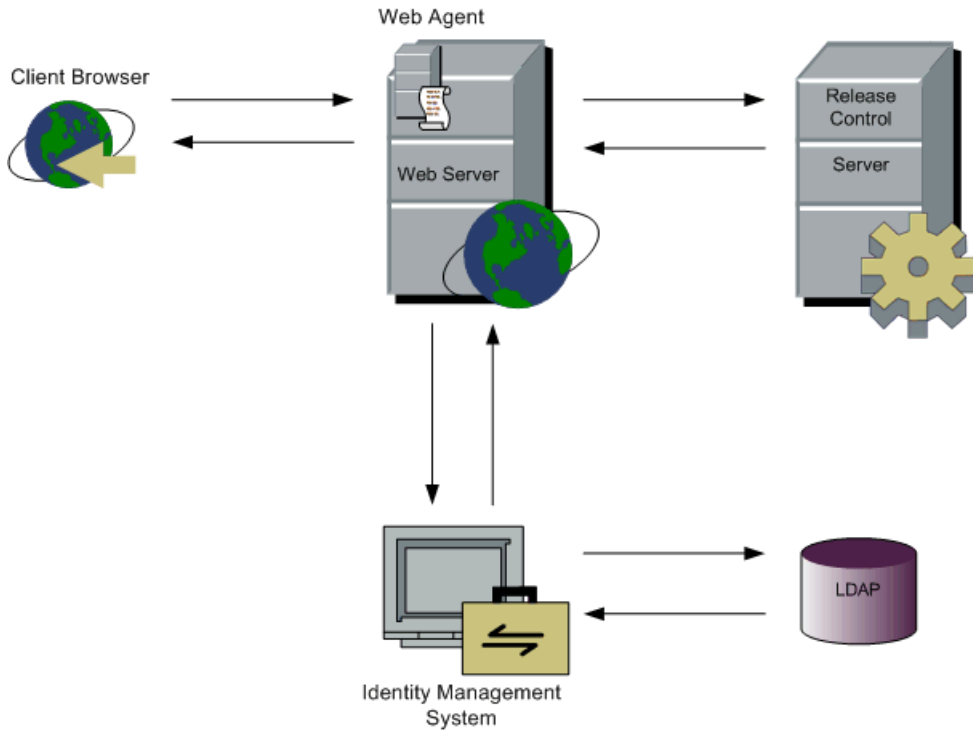 Web Agent
Client Browser
Web Server
Release
Control
Server
LDAP
Identity Management
System